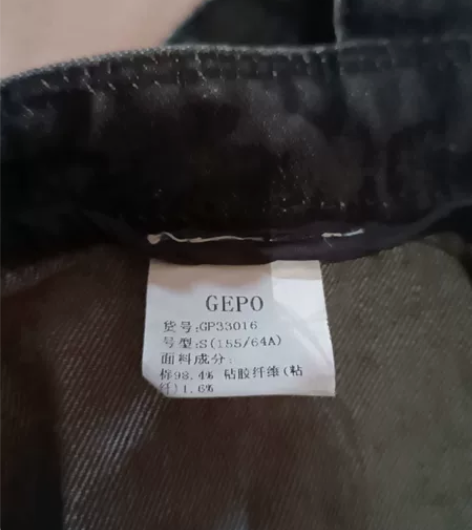 GEPO
货号:GP33016
号型:S(155/64A)
面料成分:
棉98.4% 粘胶纤维(粘
纤)1.6%